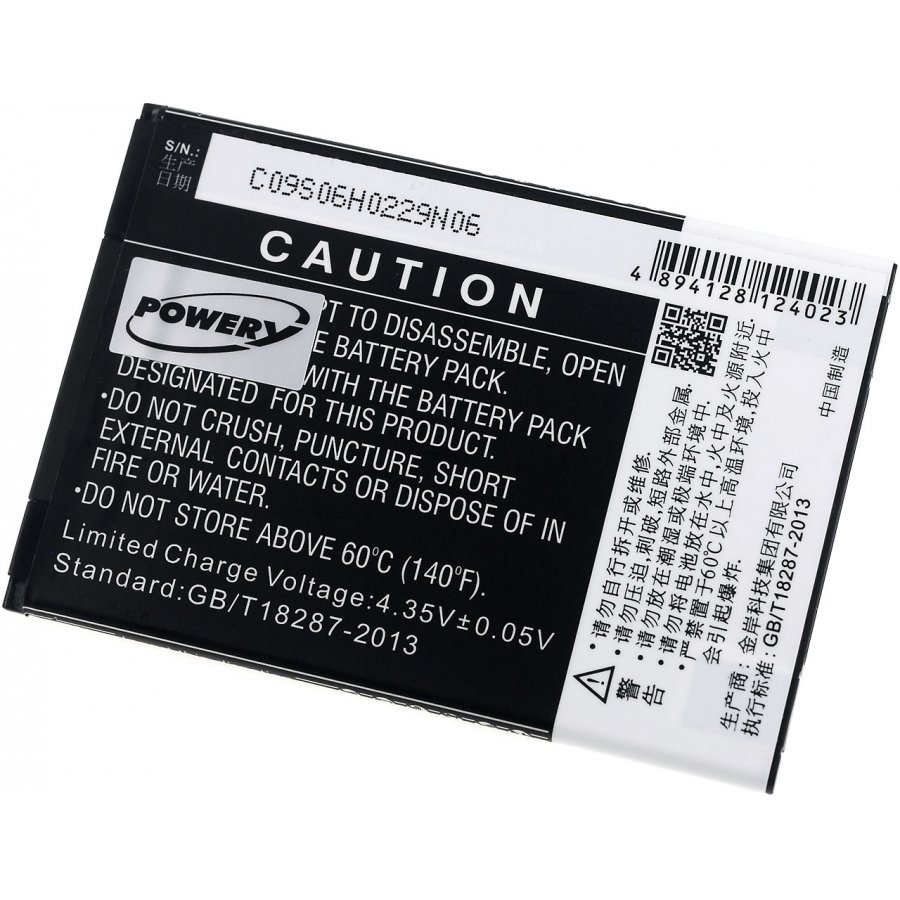 S/N.:
生产
日期
C09S06H0229N06
CAUTION
POWERY
PT TO DISASSEMBLE, OPEN
E BATTERY PACK.
DESIGNATED
WITH THE BATTERY PACK
FOR THIS PRODUCT.
•DO NOT CRUSH, PUNCTURE, SHORT
EXTERNAL CONTACTS OR DISPOSE OF IN
FIRE OR WATER.
•DO NOT STORE ABOVE 60°C (140°F).
Limited Charge Voltage:4.35V±0.05V
Standard:GB/T18287-2013
4 894128 124023
警告
•请勿自行拆开或维修.
•请勿压迫,刺破,短路外部金属.
•请勿放在潮湿或极端环境中.
•请勿将电池放在水中,火中及火源附近.
•严禁置于60℃以上高温环境,投入火中
会引起爆炸.
生产商:金岸科技集团有限公司
执行标准:GB/T18287-2013
中国制造